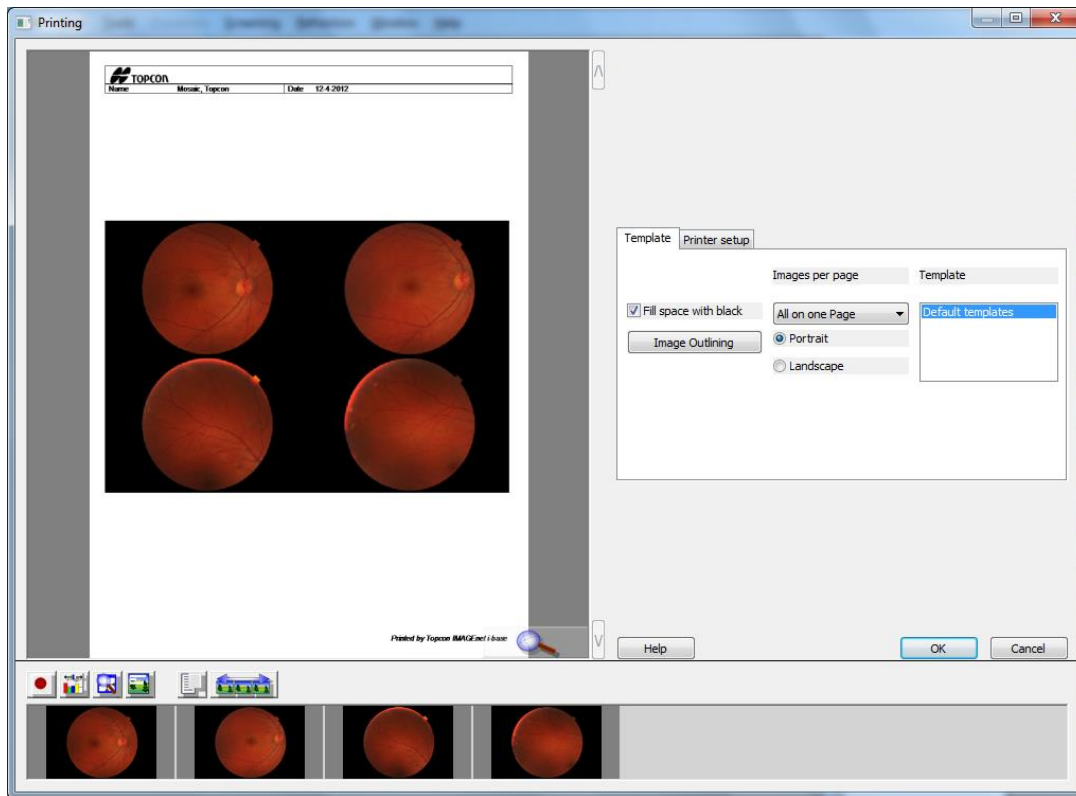 Printing
TOPCON
Name Mosaic, Topcon Date 12-4-2012
Template Printer setup
Images per page Template
Fill space with black All on one Page Default templates
Image Outlining Portrait
Landscape
Printed by Topcon IMAGEnet i-base
Help OK Cancel